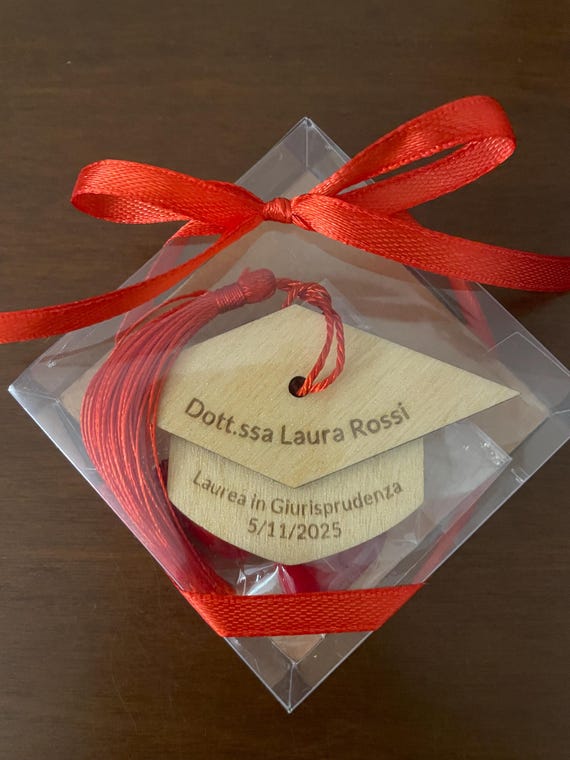 Dott.ssa Laura Rossi
Laurea in Giurisprudenza
5/11/2025